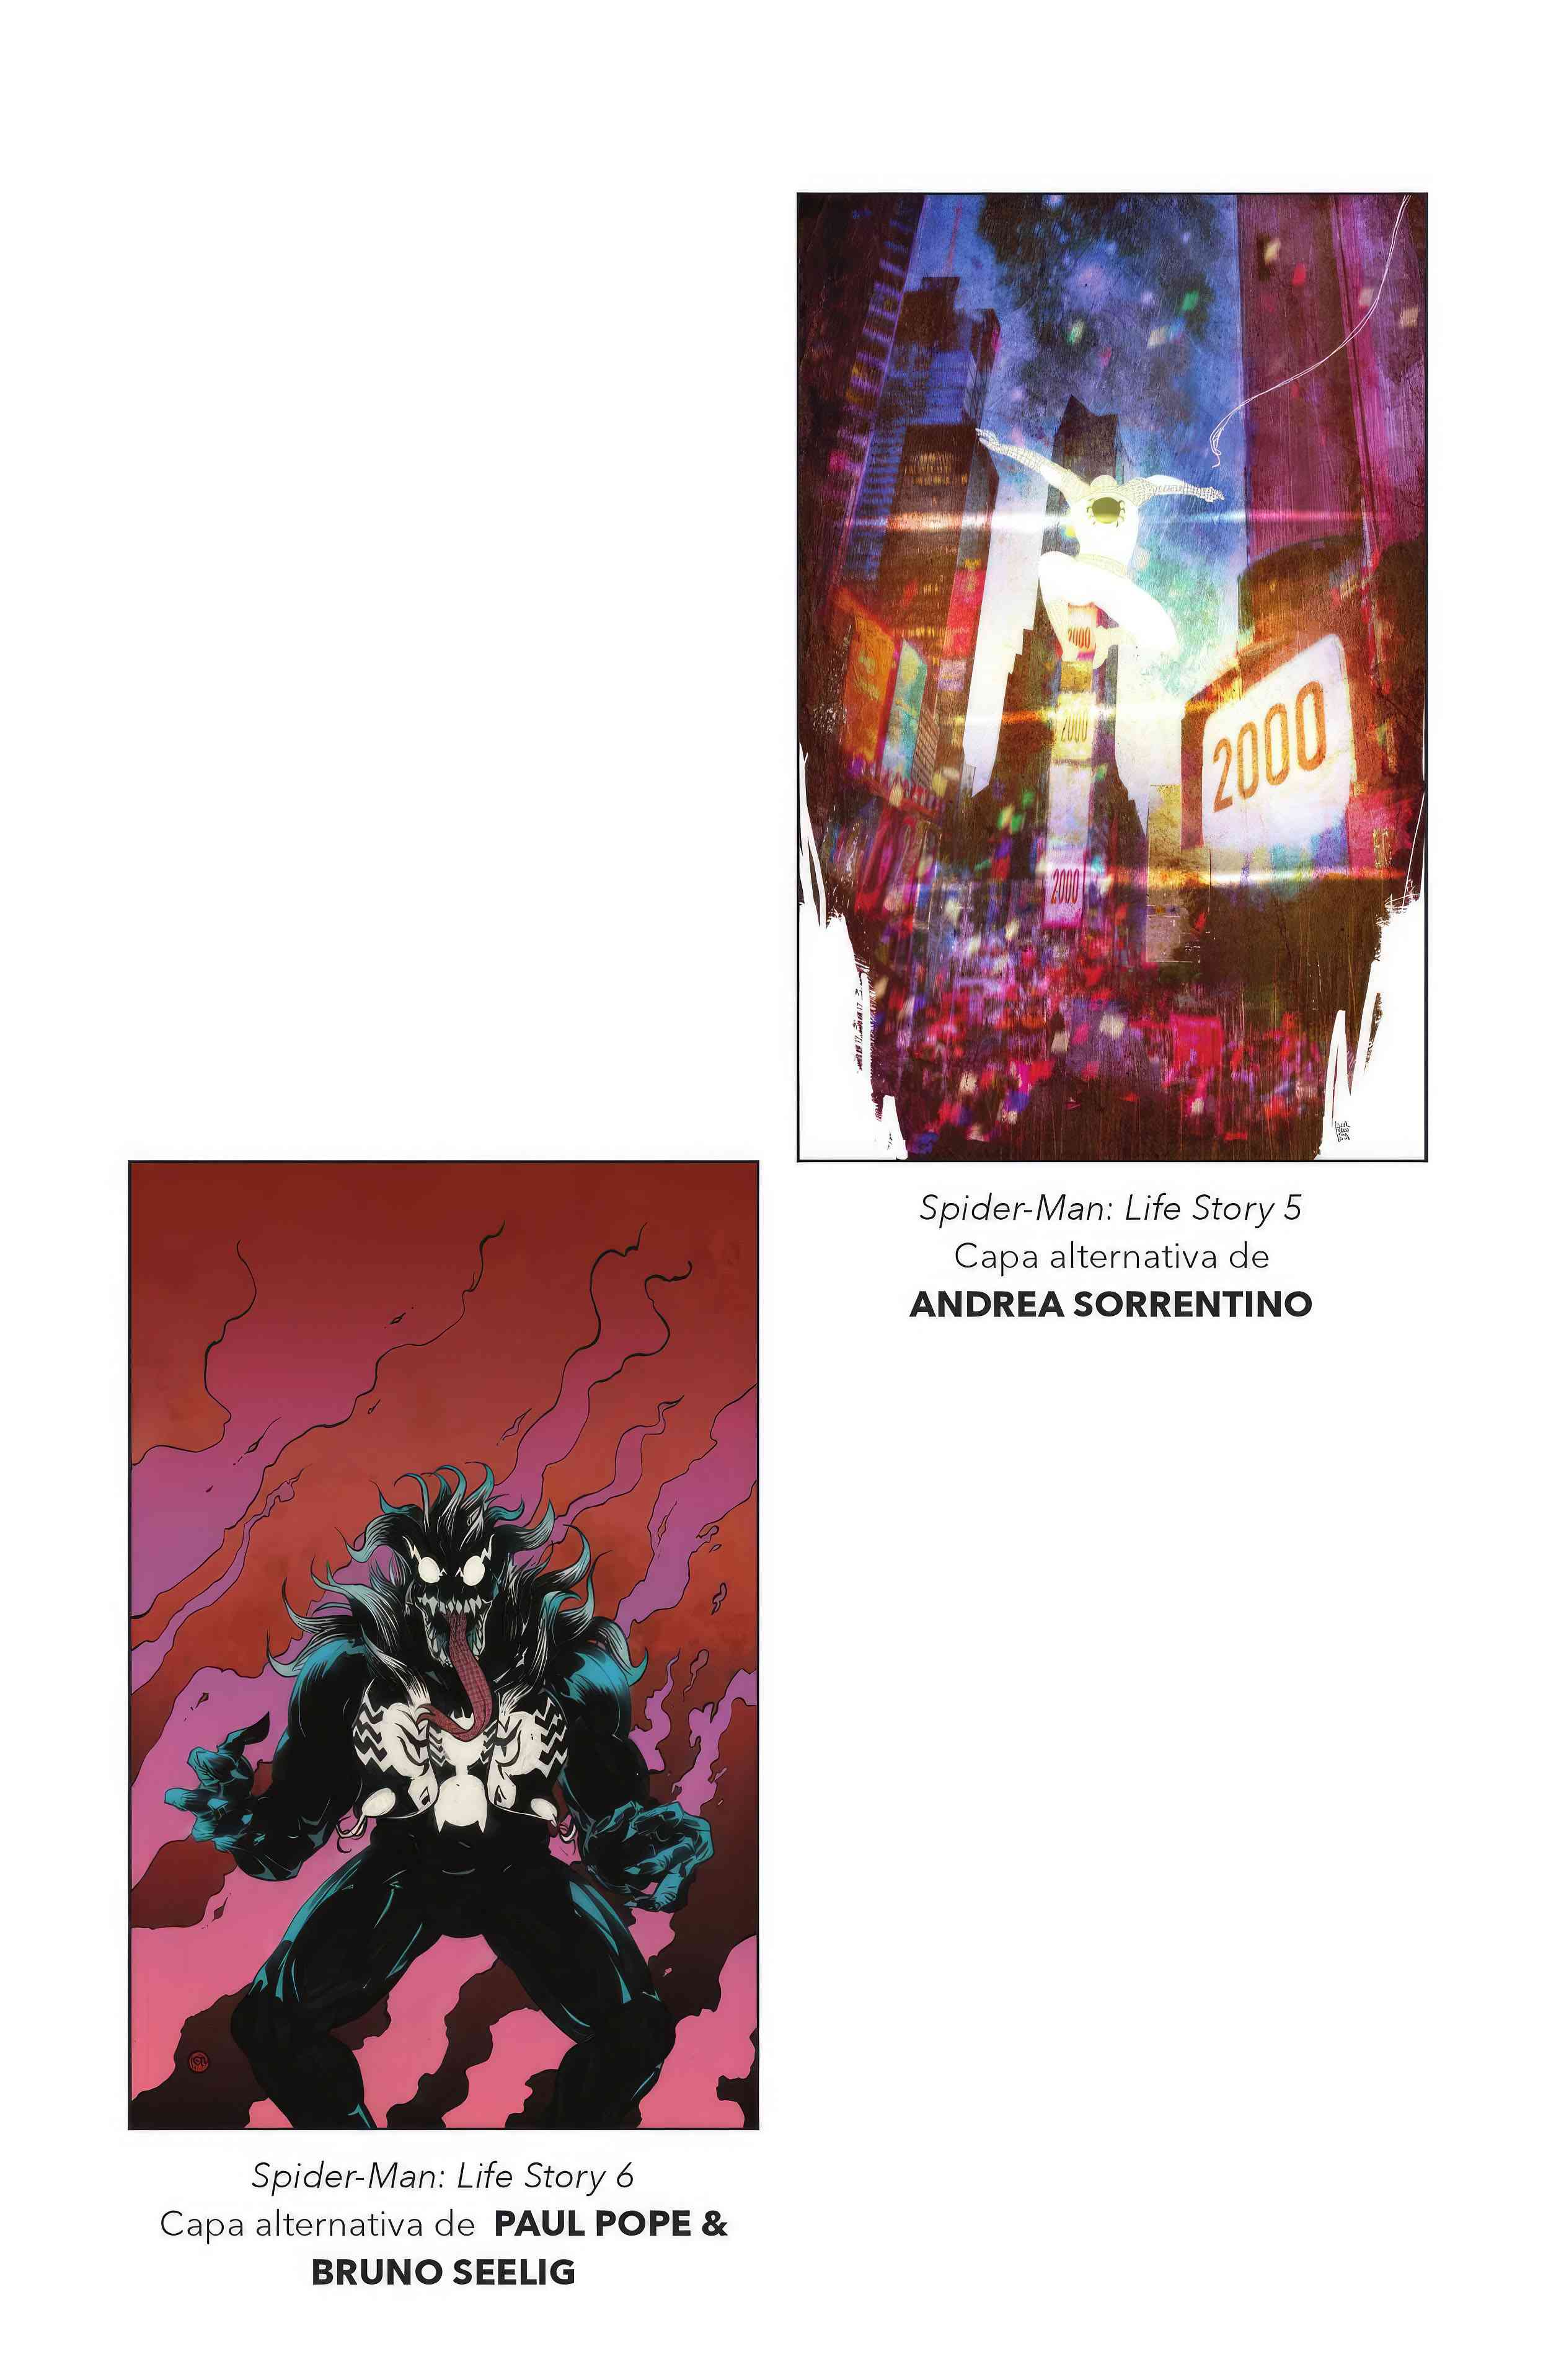 2000
2000
2000
2000
Spider-Man: Life Story 5
Capa alternativa de
ANDREA SORRENTINO
Spider-Man: Life Story 6
Capa alternativa de PAUL POPE &
BRUNO SEELIG